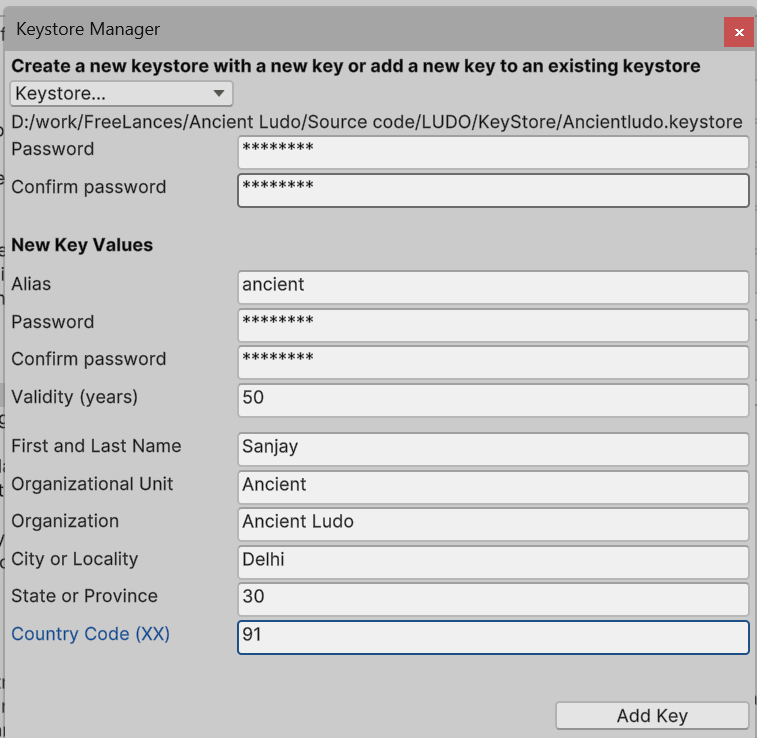 Keystore Manager
Create a new keystore with a new key or add a new key to an existing keystore
Keystore...
D:/work/FreeLances/Ancient Ludo/Source code/LUDO/KeyStore/Ancientludo.keystore
Password ********
Confirm password ********
New Key Values
Alias ancient
Password ********
Confirm password ********
Validity (years) 50
First and Last Name Sanjay
Organizational Unit Ancient
Organization Ancient Ludo
City or Locality Delhi
State or Province 30
Country Code (XX) 91
Add Key